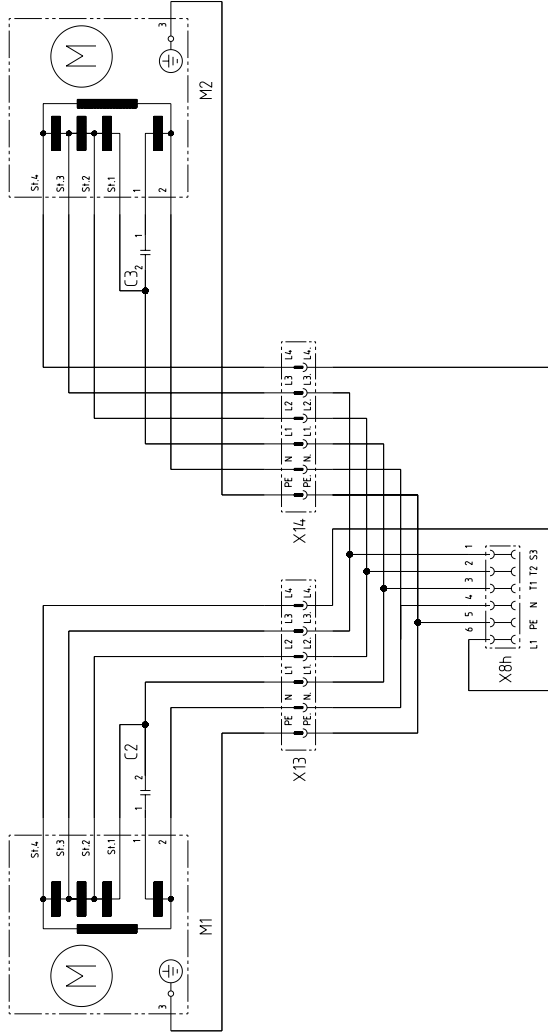 M
3
M2
St.4
St.3
St.2
St.1
1
2
C3
2
1
X14
PE N L1 L2 L3 L4
PE. N. L1. L2. L3. L4.
X13
PE N L1 L2 L3 L4
PE. N. L1. L2. L3. L4.
X8h
6 5 4 3 2 1
L1 PE N T1 T2 S3
C2
1
2
St.4
St.3
St.2
St.1
1
2
M1
M
3